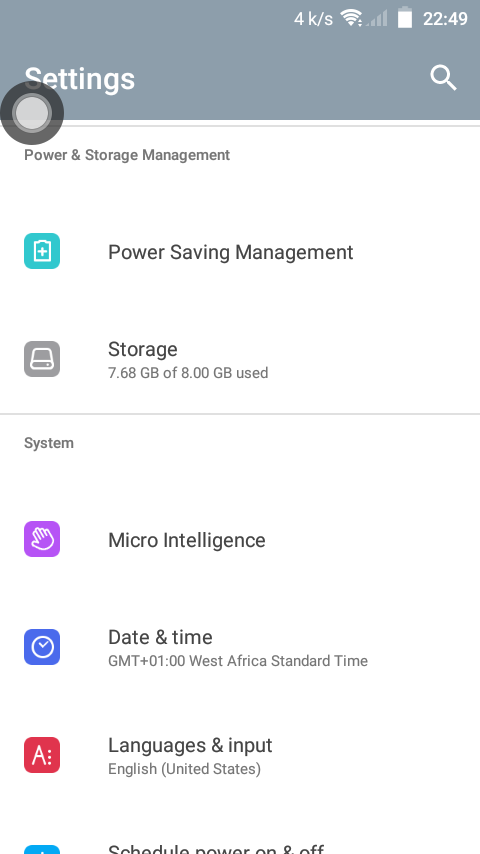 4 k/s 22:49
Settings
Power & Storage Management
Power Saving Management
Storage
7.68 GB of 8.00 GB used
System
Micro Intelligence
Date & time
GMT+01:00 West Africa Standard Time
Languages & input
English (United States)
Schedule power on & off